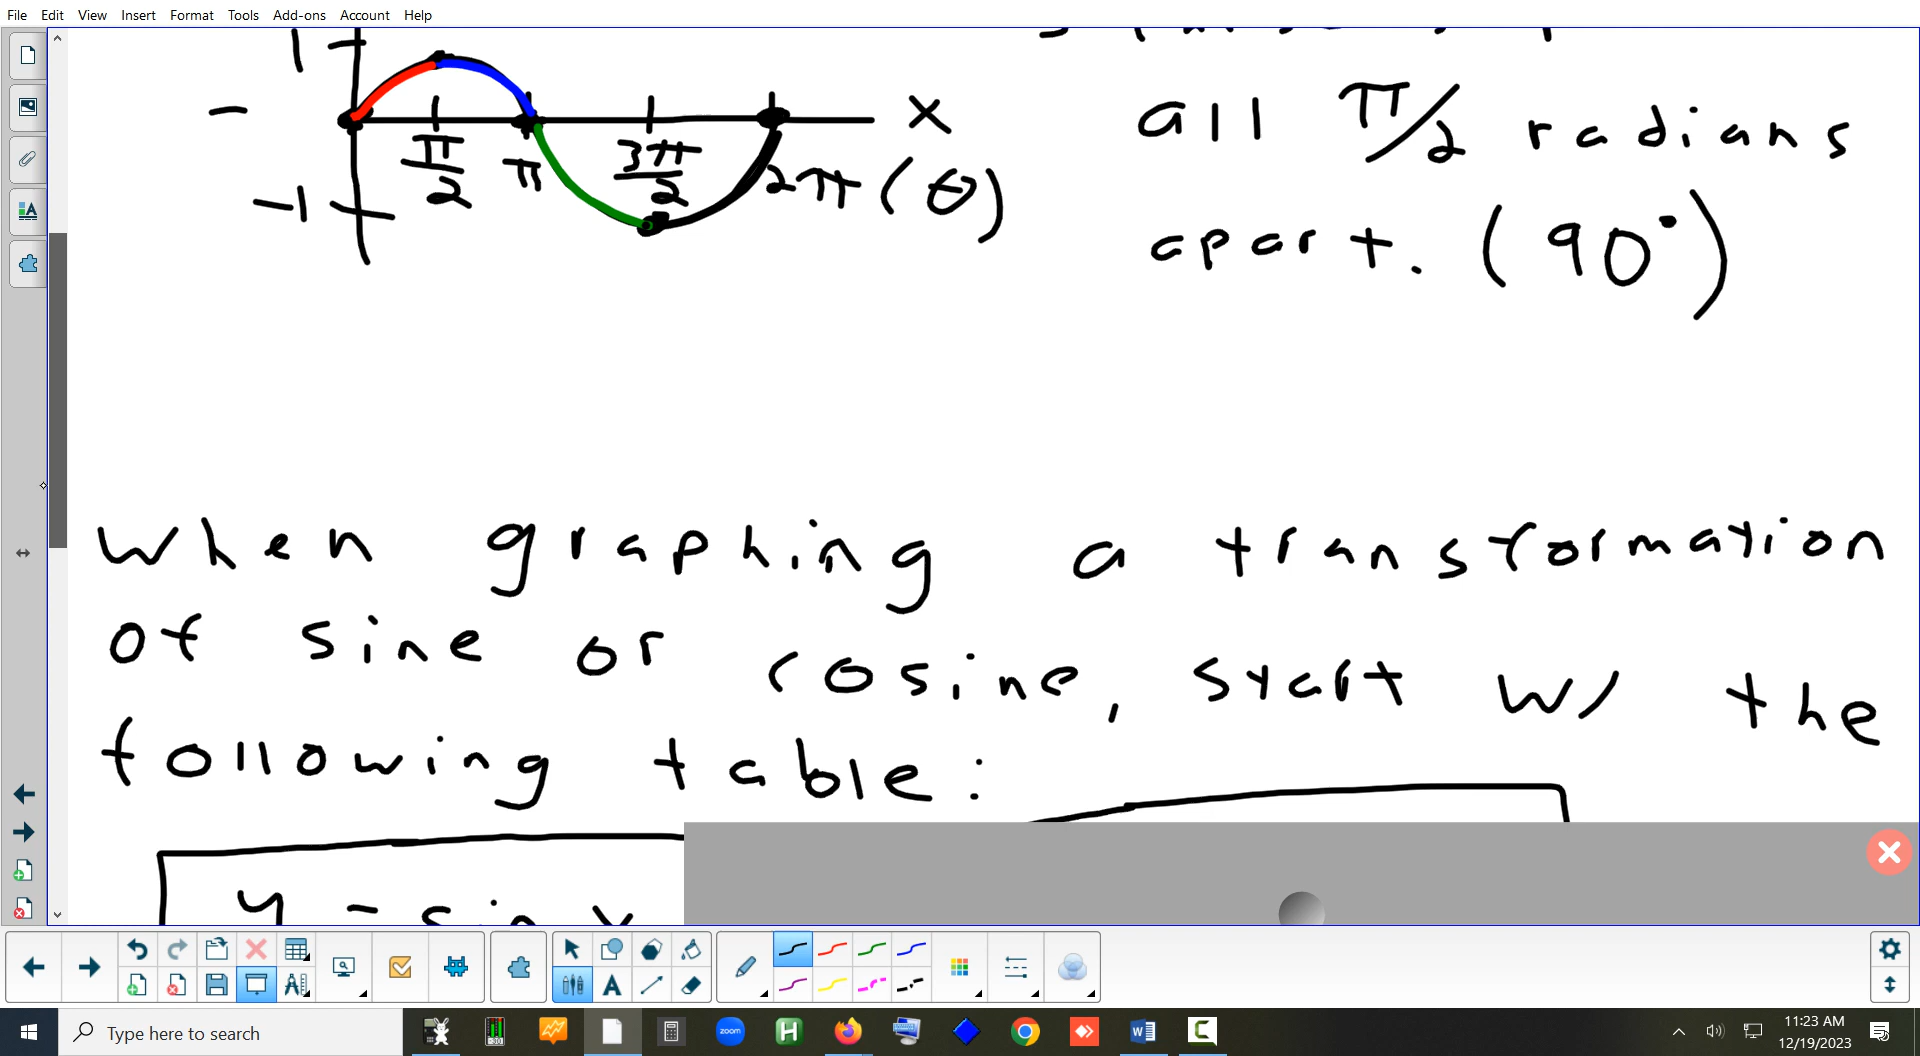 File Edit View Insert Format Tools Add-ons Account Help
1
x
-1
π/2 π 3π/2 2π (θ)
all π/2 radians
apart. (90°)
when graphing a transformation
of sine or cosine, start w/ the
following table:
y = sin x
zoom
Type here to search
11:23 AM
12/19/2023